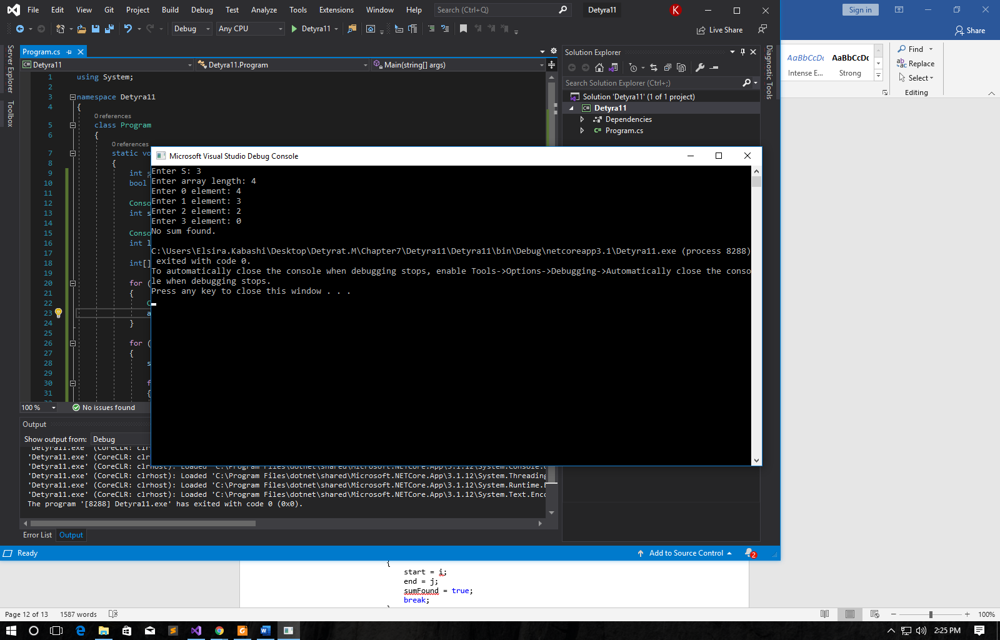 File Edit View Git Project Build Debug Test Analyze Tools Extensions Window Help Search (Ctrl+Q) Detyra11 K
Sign in
Debug Any CPU Detyra11 Live Share
Share
Server Explorer
Toolbox
Program.cs
Detyra11 Detyra11.Program Main(string[] args)
1 using System;
2
3 namespace Detyra11
4 {
0 references
5 class Program
6 {
0 references
7 static vo
8 {
9 int s
10 bool
11
12 Conso
13 int s
14
15 Conso
16 int l
17
18 int[]
19
20 for (
21 {
22 C
23 a
24 }
25
26 for (
27 {
28 s
29
30 f
31 {
100 % No issues found
Solution Explorer
Search Solution Explorer (Ctrl+;)
Solution 'Detyra11' (1 of 1 project)
Detyra11
Dependencies
Program.cs
Diagnostic Tools
AaBbCcDc AaBbCcDc
Intense E... Strong
Find
Replace
Select
Editing
Microsoft Visual Studio Debug Console
Enter S: 3
Enter array length: 4
Enter 0 element: 4
Enter 1 element: 3
Enter 2 element: 2
Enter 3 element: 0
No sum found.
C:\Users\Elsira.Kabashi\Desktop\Detyrat.M\Chapter7\Detyra11\Detyra11\bin\Debug\netcoreapp3.1\Detyra11.exe (process 8288)
exited with code 0.
To automatically close the console when debugging stops, enable Tools->Options->Debugging->Automatically close the conso
le when debugging stops.
Press any key to close this window . . .
Output
Show output from: Debug
'Detyra11.exe' (CoreCLR: clr
'Detyra11.exe' (CoreCLR: clr
'Detyra11.exe' (CoreCLR: clrhost): Loaded 'C:\Program Files\dotnet\shared\Microsoft.NETCore.App\3.1.12\System.Console.
'Detyra11.exe' (CoreCLR: clrhost): Loaded 'C:\Program Files\dotnet\shared\Microsoft.NETCore.App\3.1.12\System.Threading
'Detyra11.exe' (CoreCLR: clrhost): Loaded 'C:\Program Files\dotnet\shared\Microsoft.NETCore.App\3.1.12\System.Runtime.
'Detyra11.exe' (CoreCLR: clrhost): Loaded 'C:\Program Files\dotnet\shared\Microsoft.NETCore.App\3.1.12\System.Text.Enco
The program '[8288] Detyra11.exe' has exited with code 0 (0x0).
Error List Output
Ready Add to Source Control 2
{
start = i;
end = j;
sumFound = true;
break;
Page 12 of 13 1587 words 100%
2:25 PM